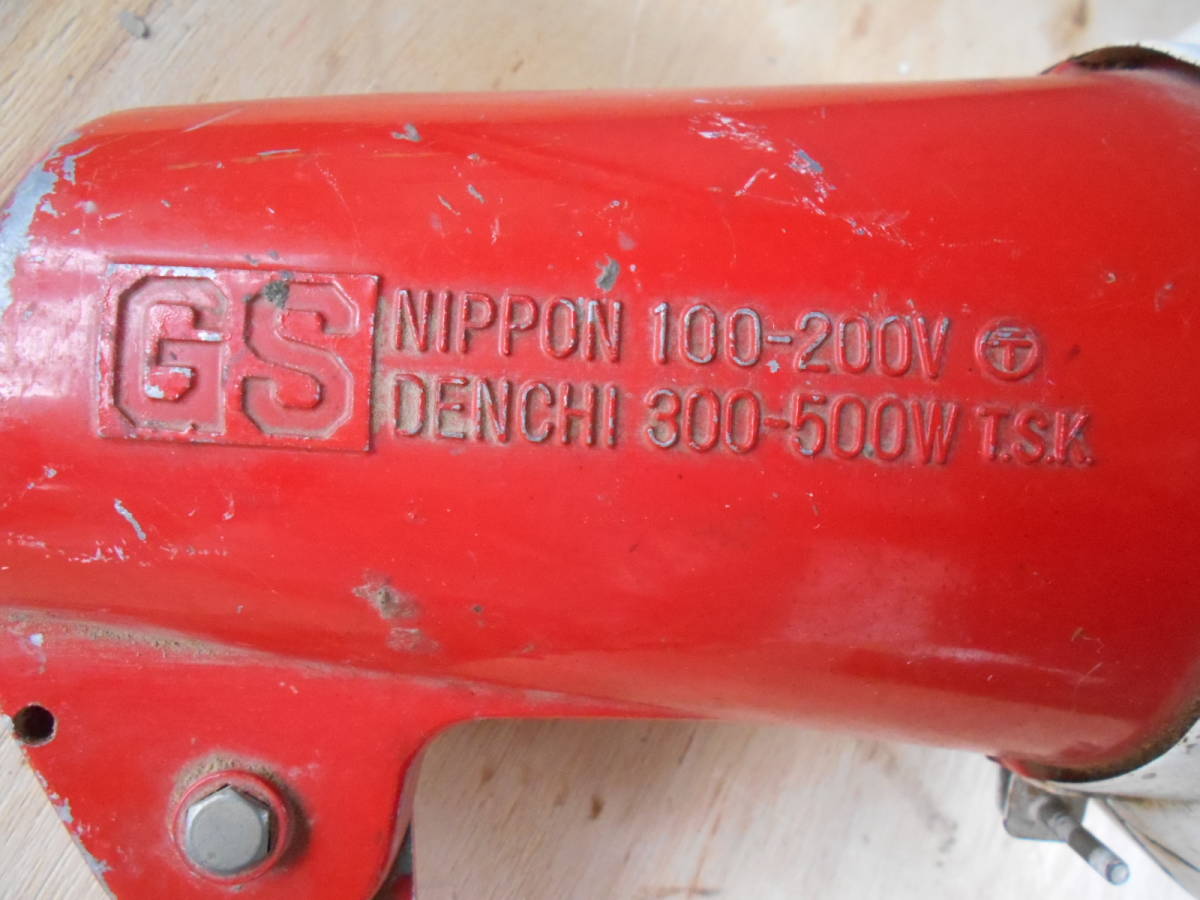 GS
NIPPON 100-200V 〒
DENCHI 300-500W T.S.K.